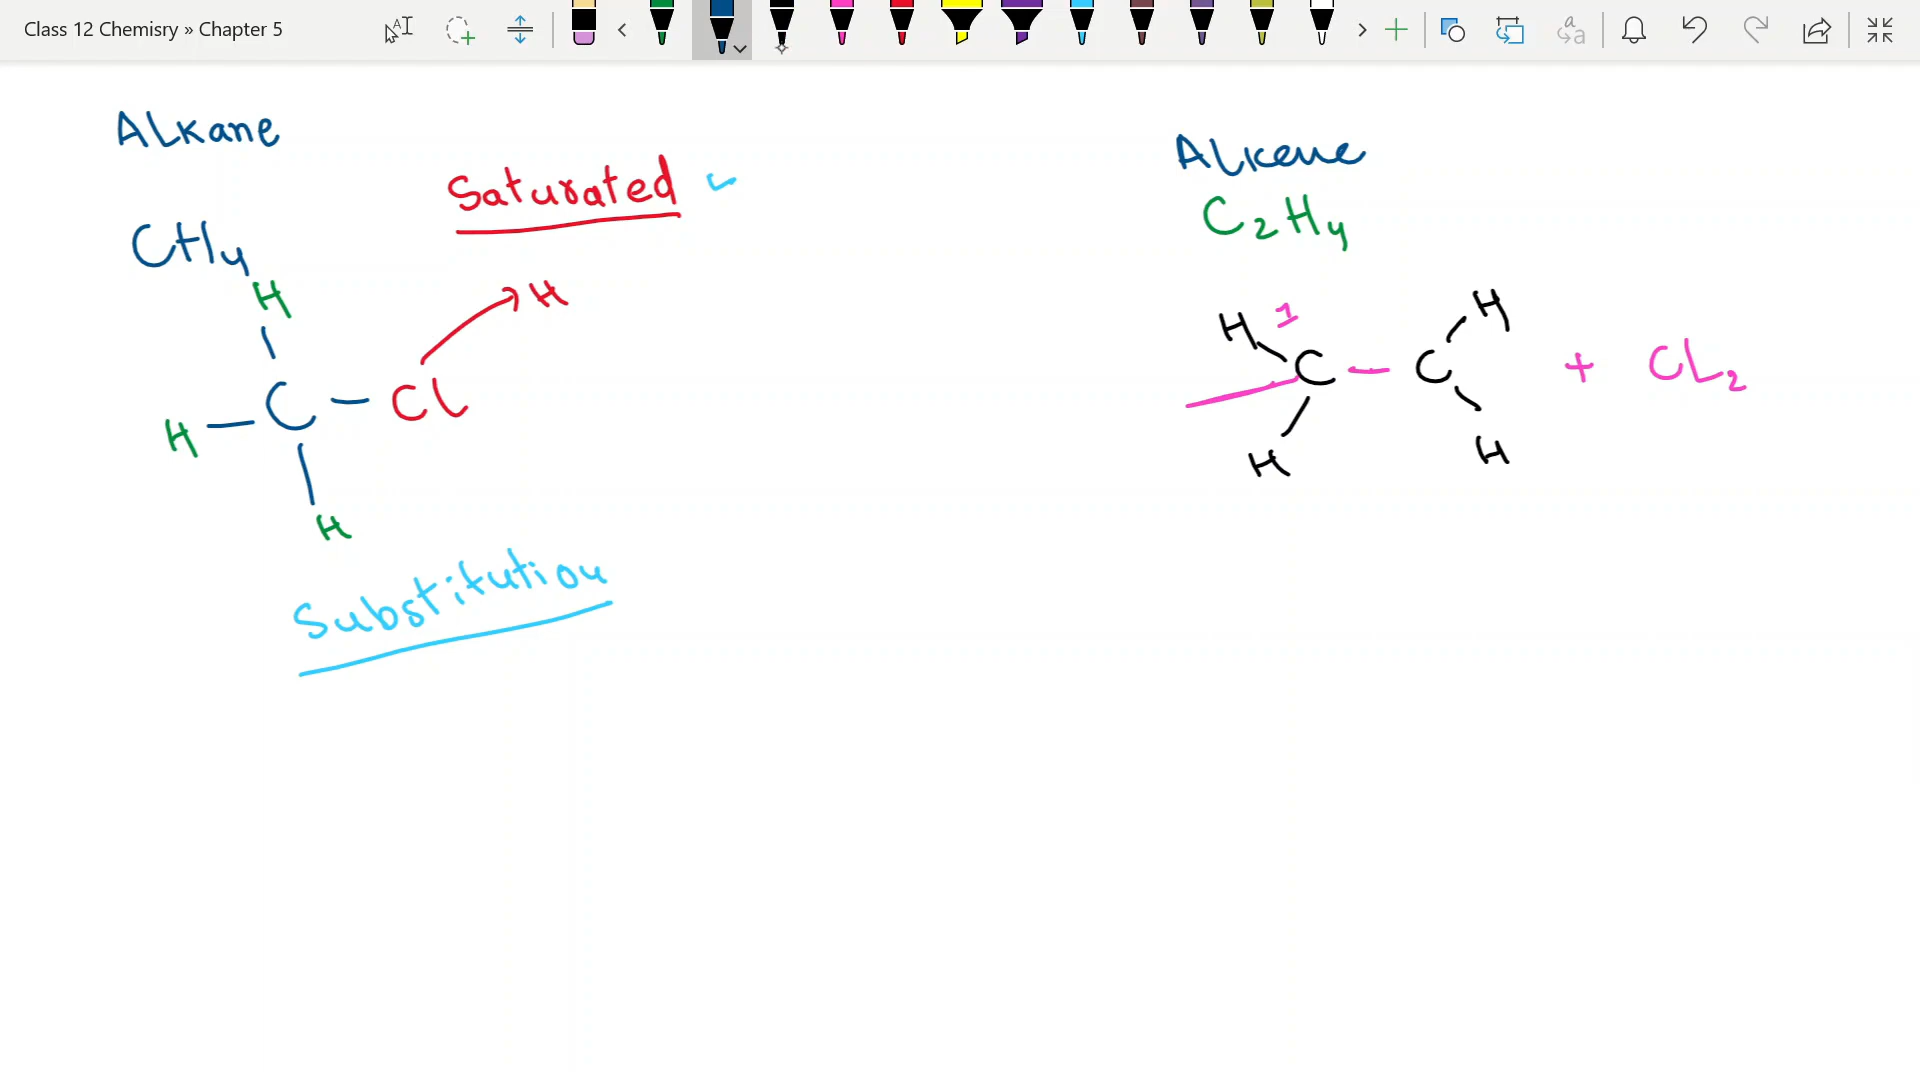 Class 12 Chemisry » Chapter 5
ALkane
Saturated
CH4
H
H
C - Cl
H
H
Substitution
ALkene
C2H4
H 1 H
C - C + CL2
H H